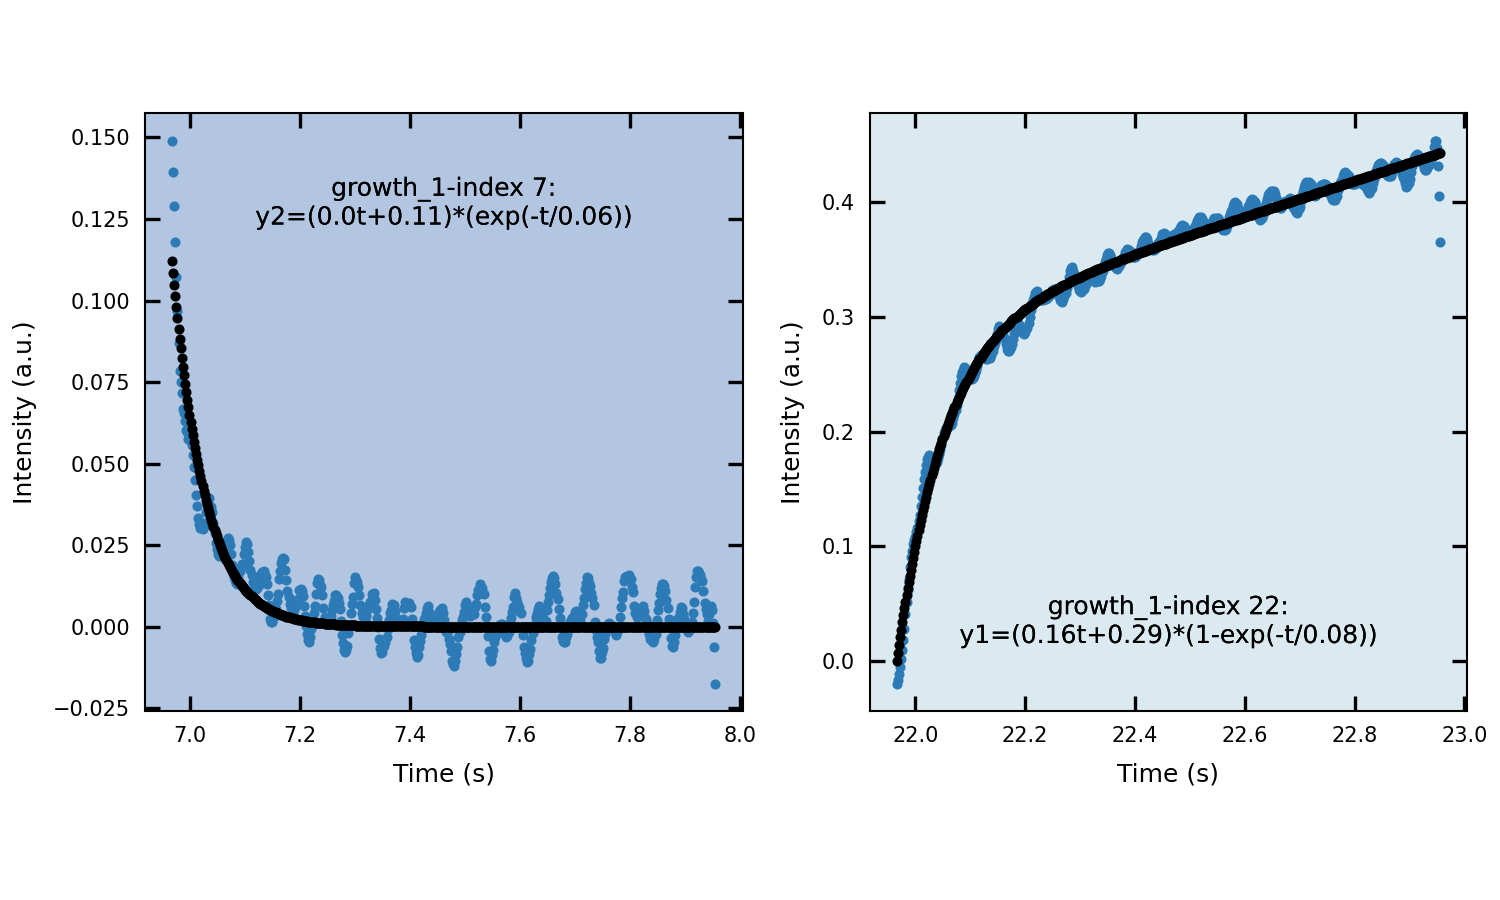 growth_1-index 7:
y2=(0.0t+0.11)*(exp(-t/0.06))
0.150
0.125
0.100
0.075
0.050
0.025
0.000
−0.025
Intensity (a.u.)
7.0 7.2 7.4 7.6 7.8 8.0
Time (s)
growth_1-index 22:
y1=(0.16t+0.29)*(1-exp(-t/0.08))
0.4
0.3
0.2
0.1
0.0
Intensity (a.u.)
22.0 22.2 22.4 22.6 22.8 23.0
Time (s)